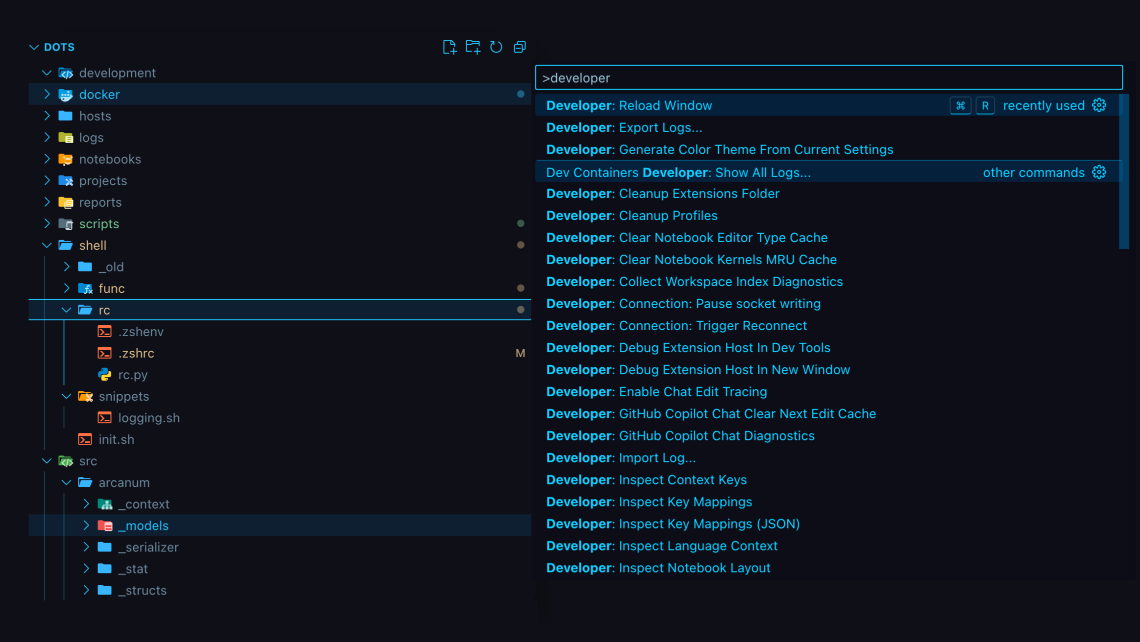 DOTS
development
docker
hosts
logs
notebooks
projects
reports
scripts
shell
_old
func
rc
.zshenv
.zshrc M
rc.py
snippets
logging.sh
init.sh
src
arcanum
_context
_models
_serializer
_stat
_structs
>developer
Developer: Reload Window ⌘ R recently used
Developer: Export Logs...
Developer: Generate Color Theme From Current Settings
Dev Containers Developer: Show All Logs... other commands
Developer: Cleanup Extensions Folder
Developer: Cleanup Profiles
Developer: Clear Notebook Editor Type Cache
Developer: Clear Notebook Kernels MRU Cache
Developer: Collect Workspace Index Diagnostics
Developer: Connection: Pause socket writing
Developer: Connection: Trigger Reconnect
Developer: Debug Extension Host In Dev Tools
Developer: Debug Extension Host In New Window
Developer: Enable Chat Edit Tracing
Developer: GitHub Copilot Chat Clear Next Edit Cache
Developer: GitHub Copilot Chat Diagnostics
Developer: Import Log...
Developer: Inspect Context Keys
Developer: Inspect Key Mappings
Developer: Inspect Key Mappings (JSON)
Developer: Inspect Language Context
Developer: Inspect Notebook Layout